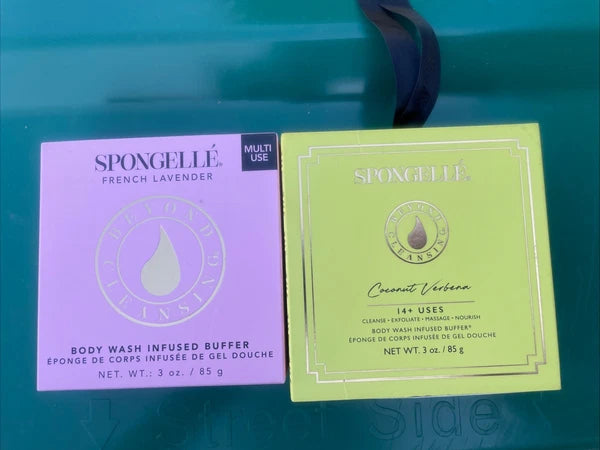 SPONGELLÉ®
FRENCH LAVENDER
MULTI
USE
BEYOND
CLEANSING
BODY WASH INFUSED BUFFER
ÉPONGE DE CORPS INFUSÉE DE GEL DOUCHE
NET. WT.: 3 oz. / 85 g
SPONGELLÉ®
BEYOND
CLEANSING
Coconut Verbena
14+ USES
CLEANSE • EXFOLIATE • MASSAGE • NOURISH
BODY WASH INFUSED BUFFER®
ÉPONGE DE CORPS INFUSÉE DE GEL DOUCHE
NET WT. 3 oz. / 85 g
Street Side